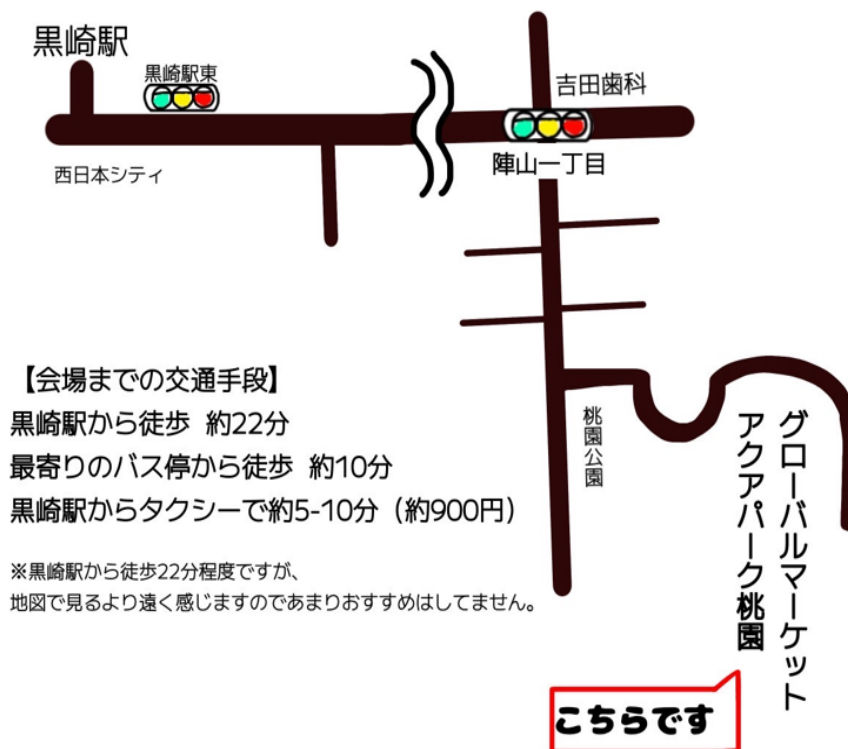 黒崎駅
黒崎駅東
吉田歯科
西日本シティ
陣山一丁目
【会場までの交通手段】
黒崎駅から徒歩 約22分
最寄りのバス停から徒歩 約10分
黒崎駅からタクシーで約5-10分（約900円）
※黒崎駅から徒歩22分程度ですが、
地図で見るより遠く感じますのであまりおすすめはしてません。
桃園公園
グローバルマーケット
アクアパーク桃園
こちらです